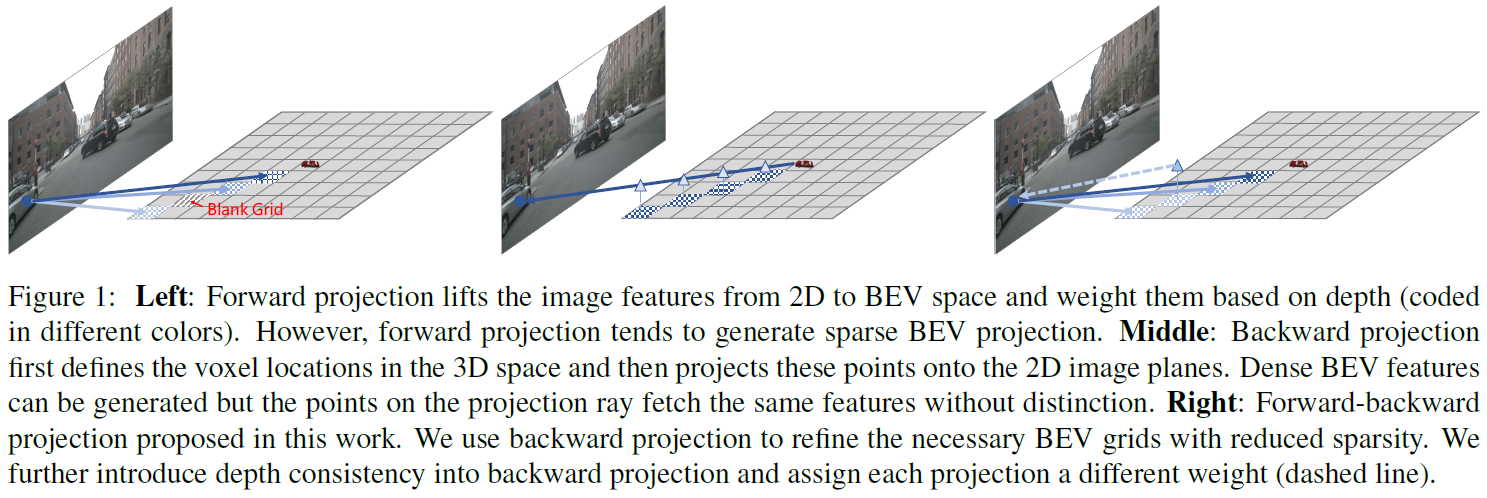 Blank Grid
Figure 1: Left: Forward projection lifts the image features from 2D to BEV space and weight them based on depth (coded
in different colors). However, forward projection tends to generate sparse BEV projection. Middle: Backward projection
first defines the voxel locations in the 3D space and then projects these points onto the 2D image planes. Dense BEV features
can be generated but the points on the projection ray fetch the same features without distinction. Right: Forward-backward
projection proposed in this work. We use backward projection to refine the necessary BEV grids with reduced sparsity. We
further introduce depth consistency into backward projection and assign each projection a different weight (dashed line).